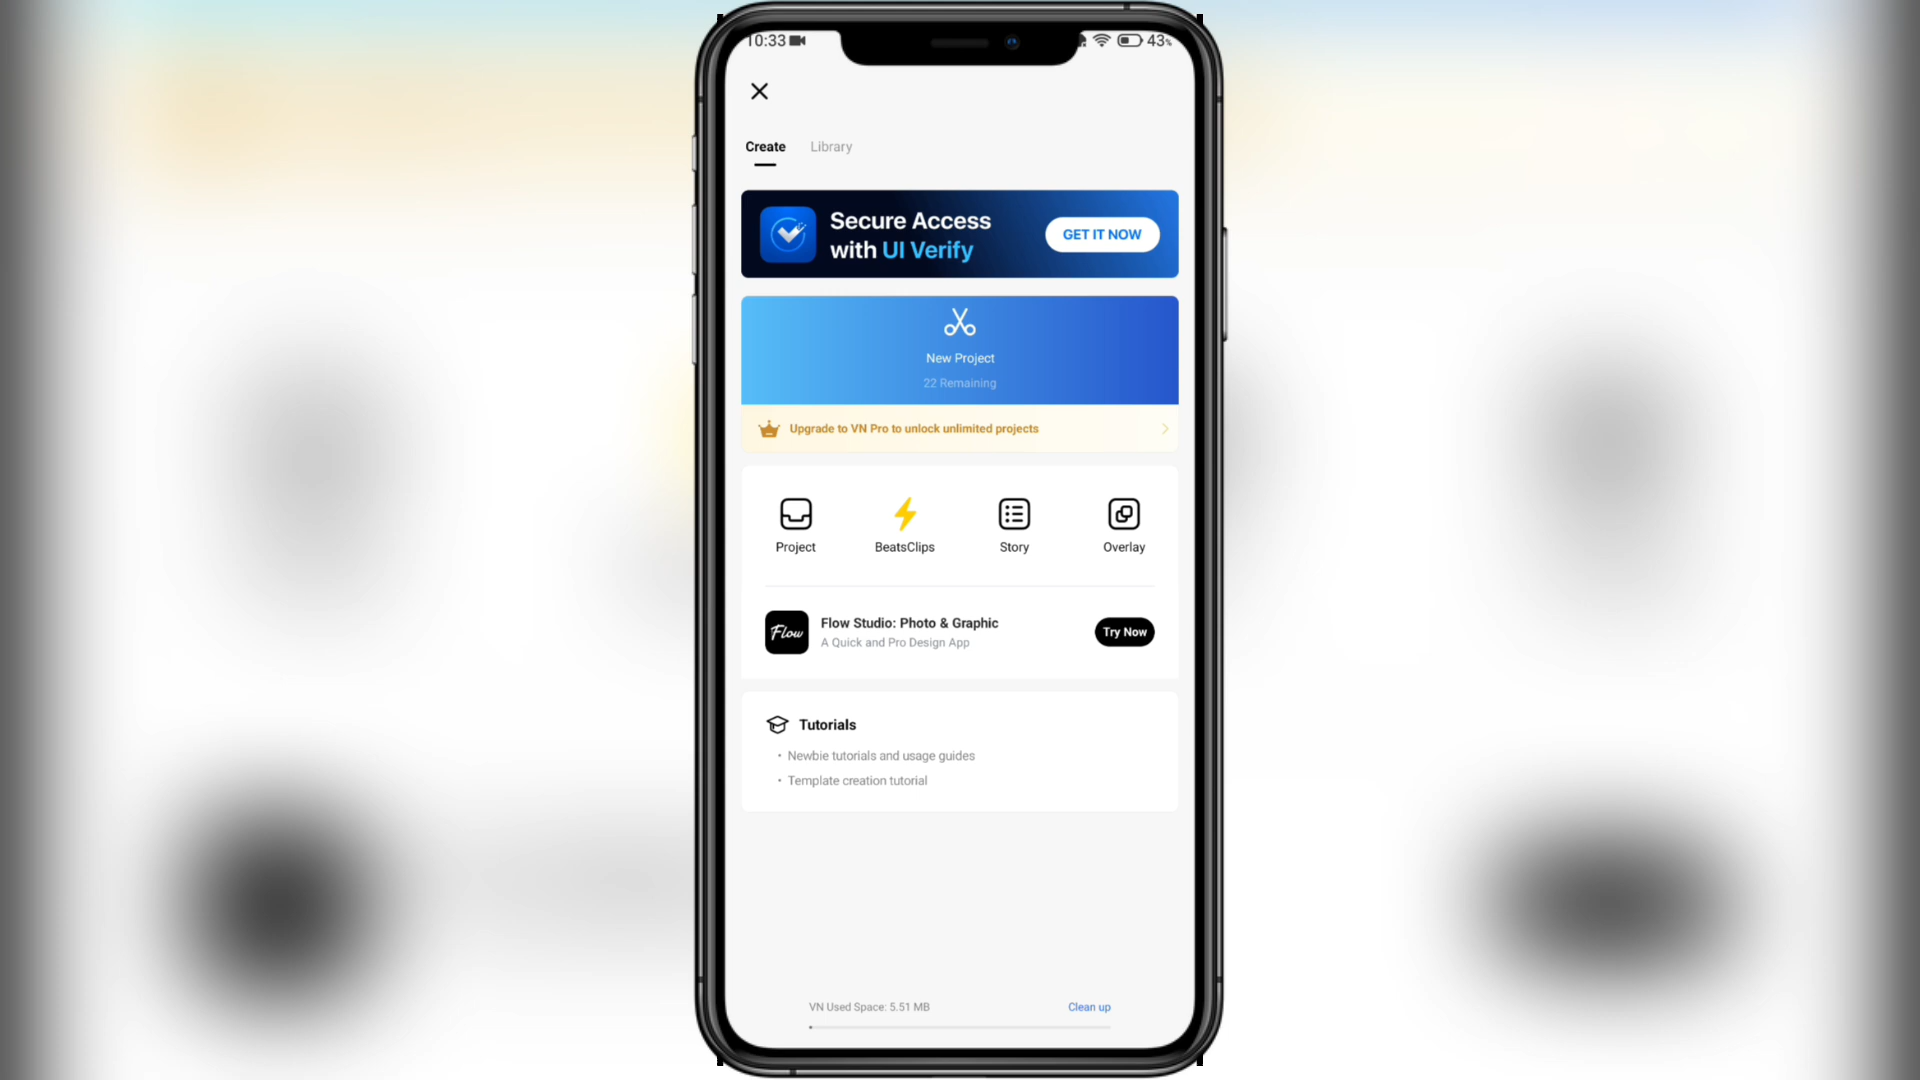 10:33
43%
Create Library
Secure Access
with UI Verify
GET IT NOW
New Project
22 Remaining
Upgrade to VN Pro to unlock unlimited projects
Project BeatsClips Story Overlay
Flow
Flow Studio: Photo & Graphic
A Quick and Pro Design App
Try Now
Tutorials
• Newbie tutorials and usage guides
• Template creation tutorial
VN Used Space: 5.51 MB Clean up